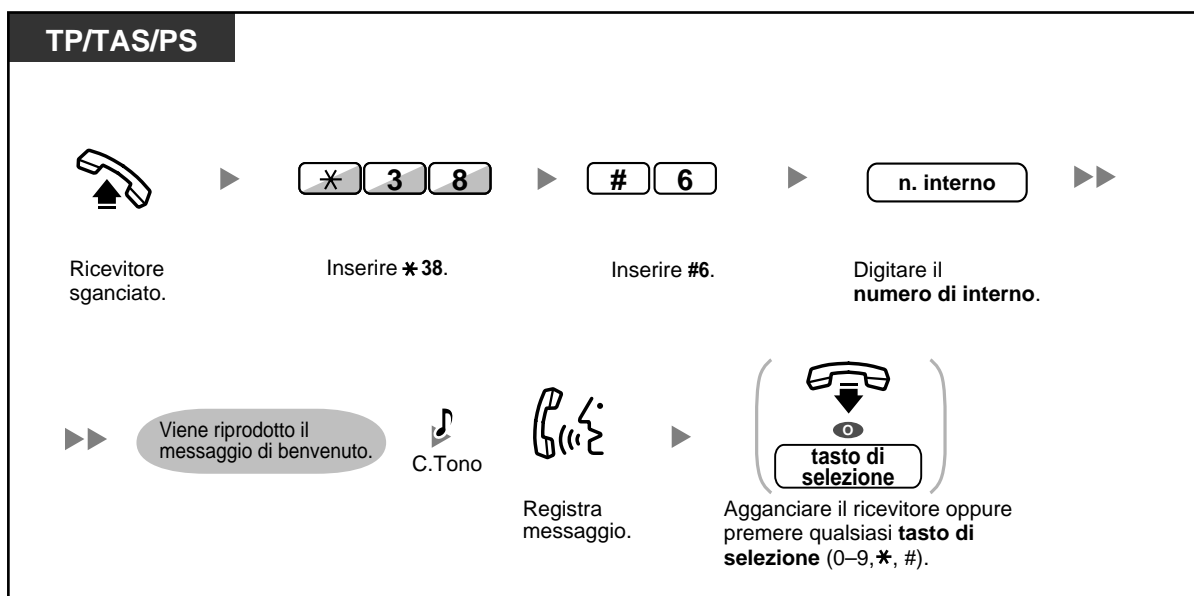 TP/TAS/PS
✳ 3 8
# 6
n. interno
Ricevitore
sganciato.
Inserire ✳ 38.
Inserire #6.
Digitare il
numero di interno.
Viene riprodotto il
messaggio di benvenuto.
C.Tono
O
tasto di
selezione
Registra
messaggio.
Agganciare il ricevitore oppure
premere qualsiasi tasto di
selezione (0–9,✳, #).